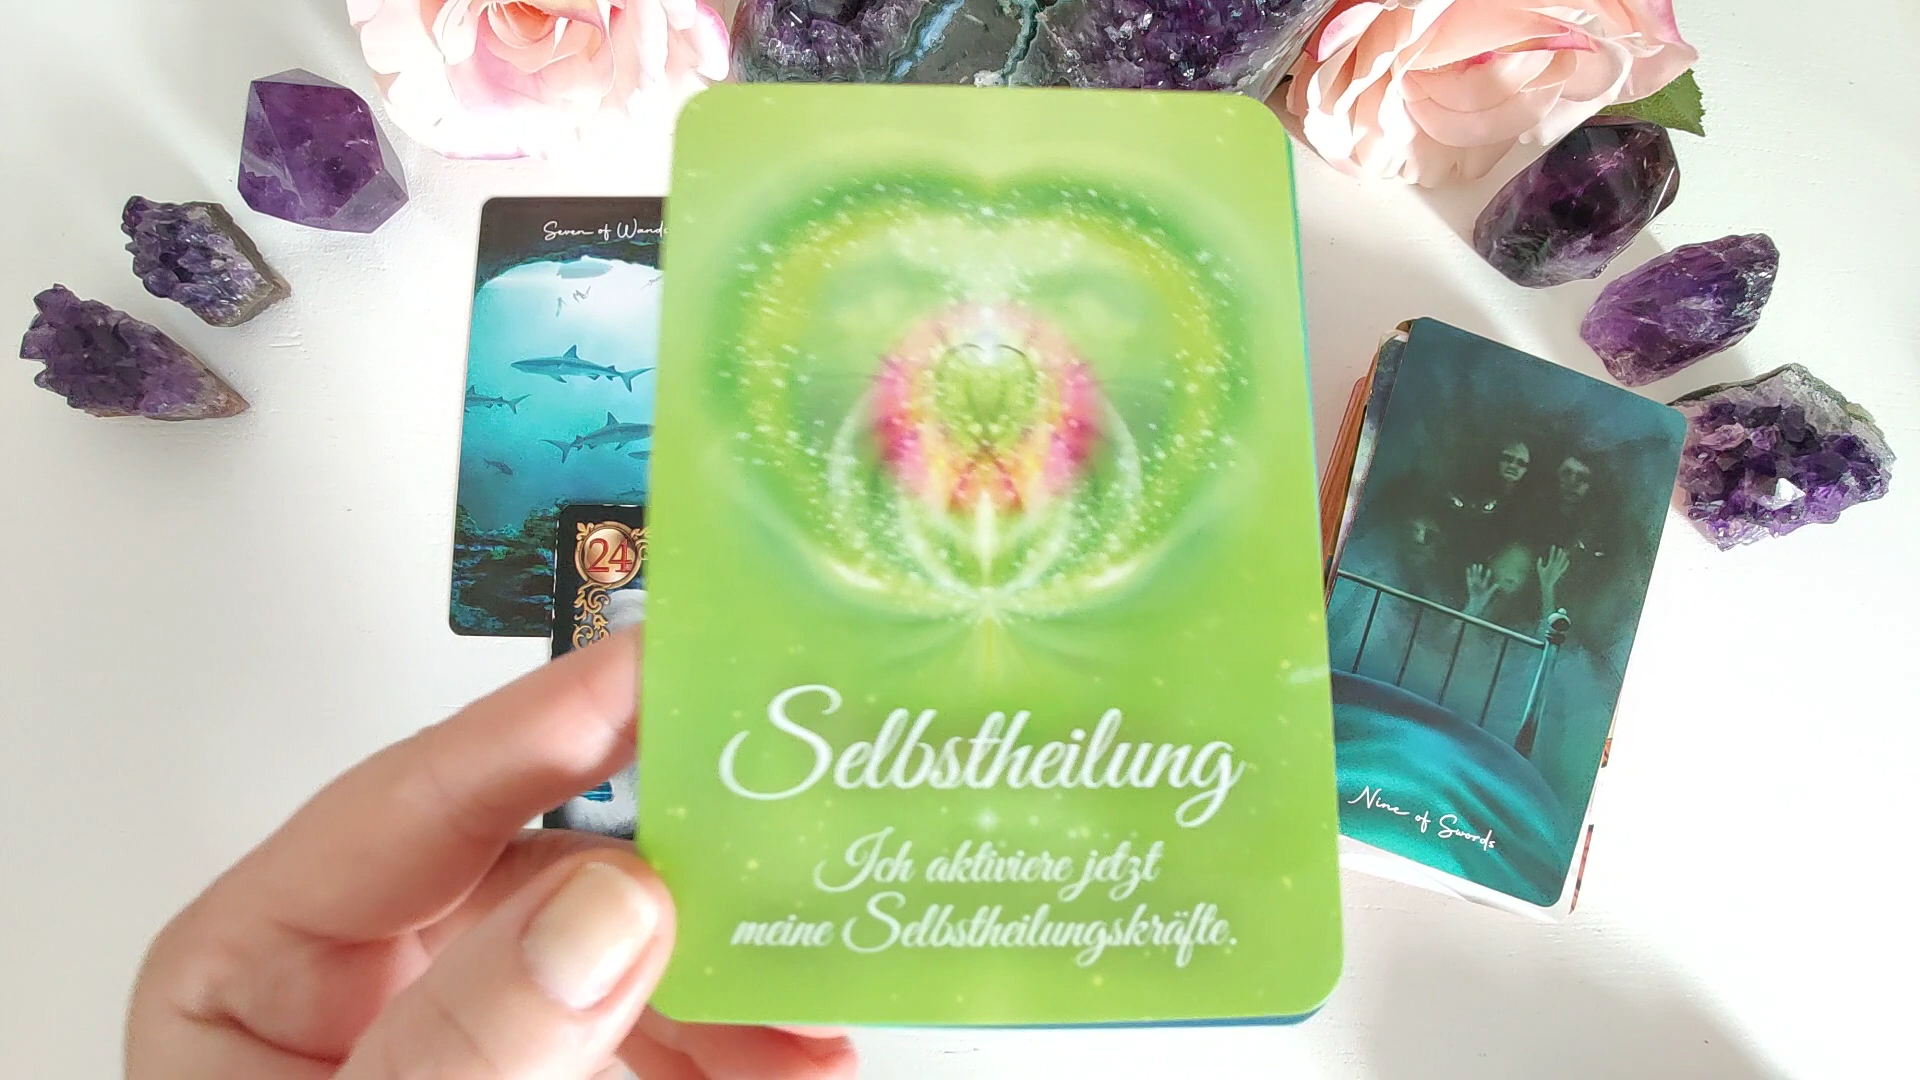 Seven of Wands
24
Selbstheilung
Ich aktiviere jetzt
meine Selbstheilungskräfte.
Nine of Swords